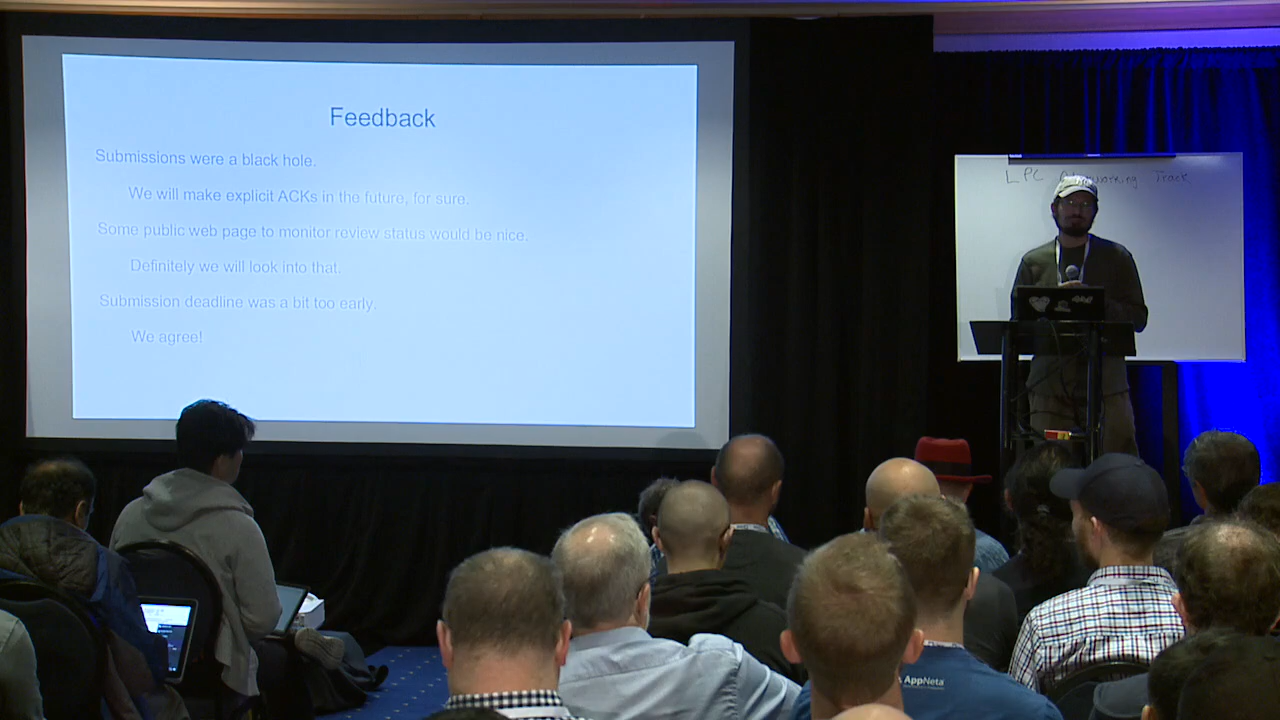 Feedback
Submissions were a black hole.
We will make explicit ACKs in the future, for sure.
Some public web page to monitor review status would be nice.
Definitely we will look into that.
Submission deadline was a bit too early.
We agree!
LPC Networking Track
AppNeta